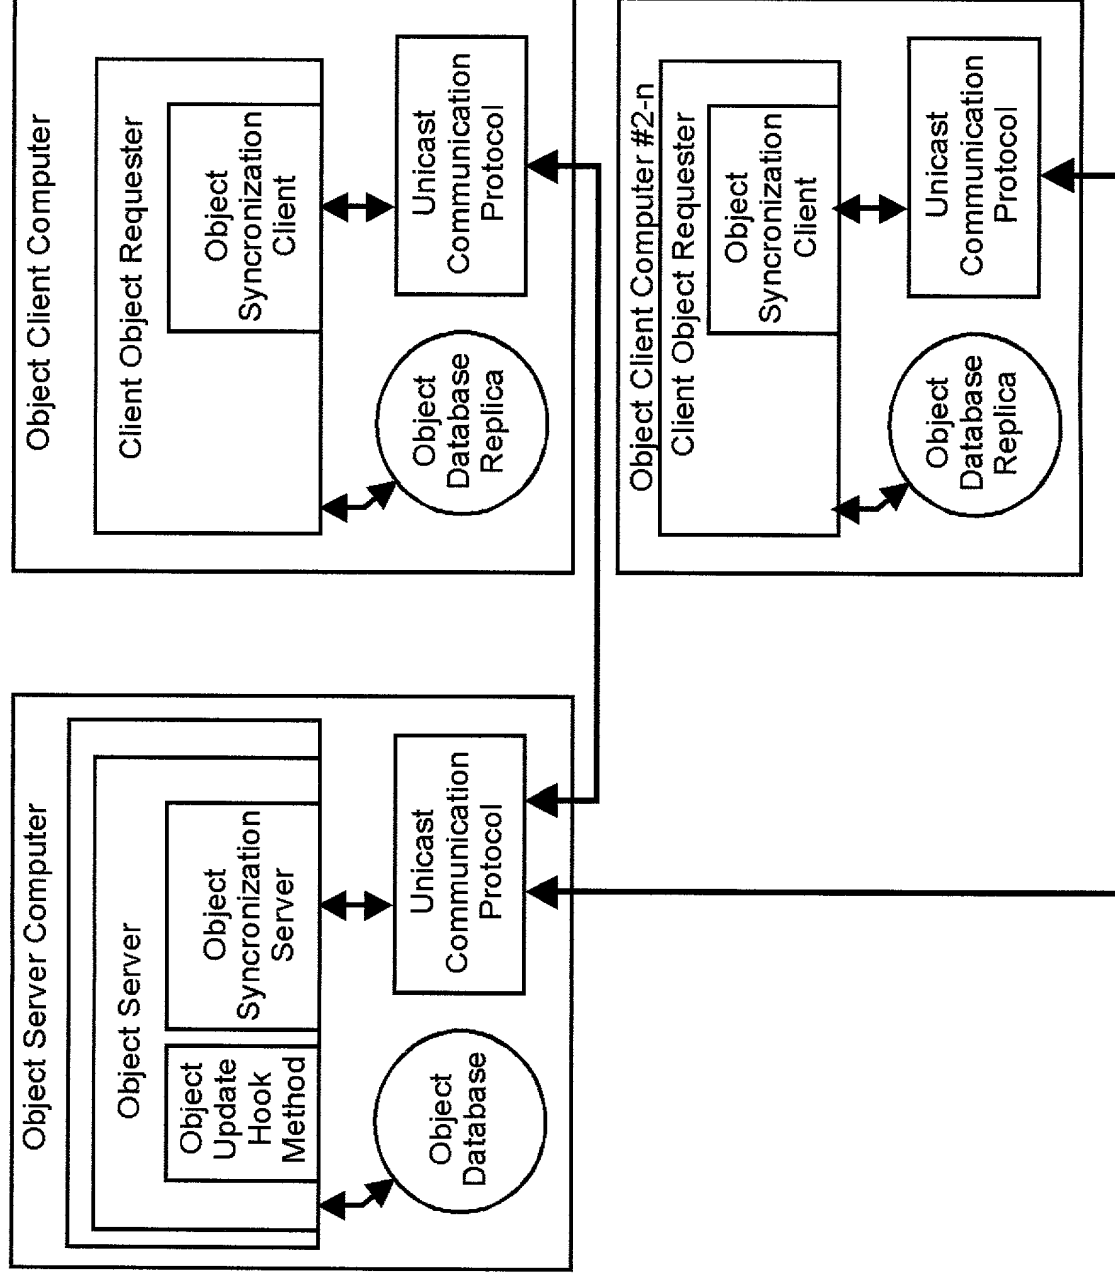 Object Server Computer
Object Server
Object
Update
Hook
Method
Object
Syncronization
Server
Object
Database
Unicast
Communication
Protocol
Object Client Computer
Client Object Requester
Object
Syncronization
Client
Object
Database
Replica
Unicast
Communication
Protocol
Object Client Computer #2-n
Client Object Requester
Object
Syncronization
Client
Object
Database
Replica
Unicast
Communication
Protocol